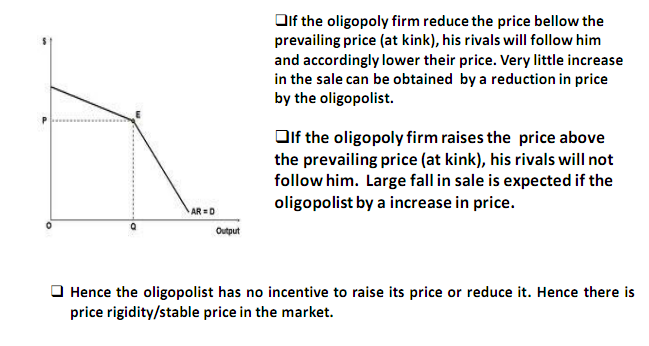 ❑If the oligopoly firm reduce the price bellow the
prevailing price (at kink), his rivals will follow him
and accordingly lower their price. Very little increase
in the sale can be obtained by a reduction in price
by the oligopolist.
❑If the oligopoly firm raises the price above
the prevailing price (at kink), his rivals will not
follow him. Large fall in sale is expected if the
oligopolist by a increase in price.
$
P
E
AR = D
O
Q
Output
❑ Hence the oligopolist has no incentive to raise its price or reduce it. Hence there is
price rigidity/stable price in the market.